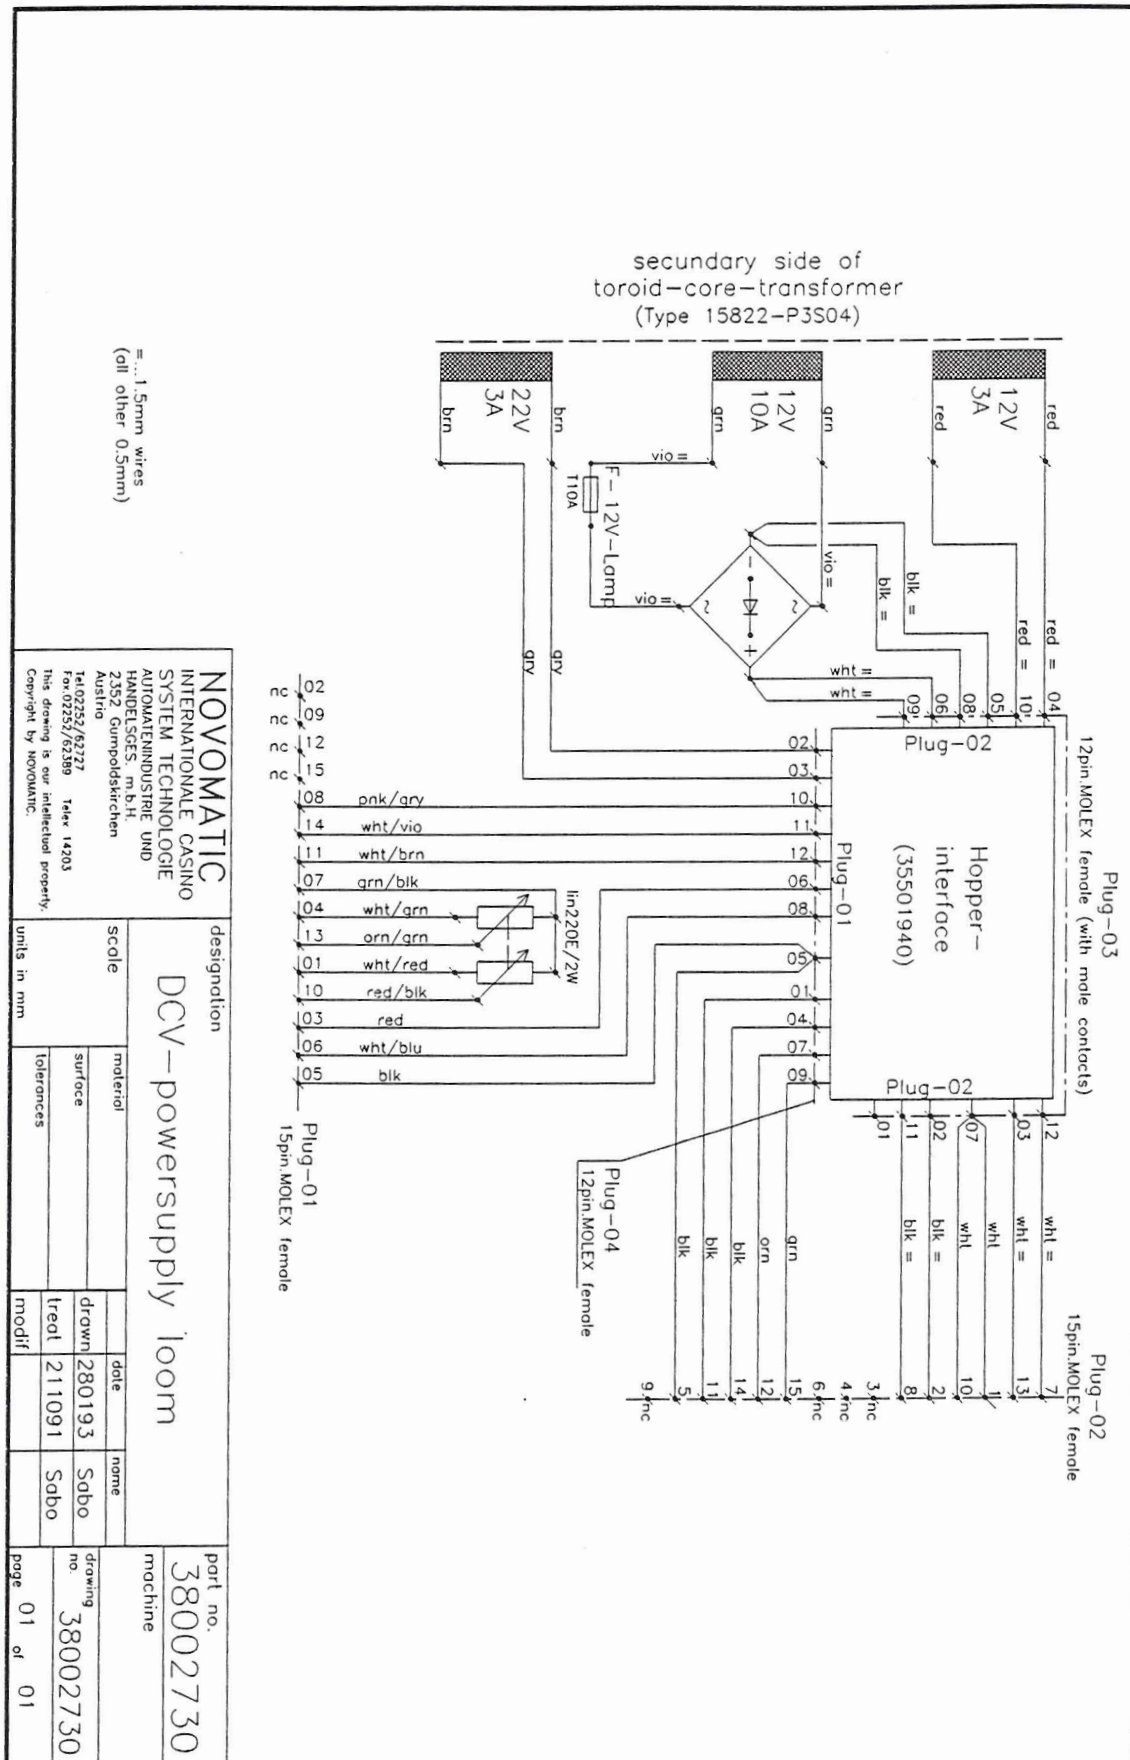 secundary side of
toroid-core-transformer
(Type 15822-P3S04)
22V
3A
12V
10A
12V
3A
brn
brn
grn
grn
red
red
vio =
vio =
vio =
F-12V-Lamp
T10A
~
~
-
+
blk =
blk =
red =
red =
wht =
wht =
gry
gry
09
06
08
05
10
04
Plug-02
Plug-03
12pin.MOLEX female (with male contacts)
Hopper-
interface
(35501940)
Plug-01
02
03
10
11
12
06
08
05
01
04
07
09
Plug-02
01
11
02
07
03
12
nc 02
nc 09
nc 12
nc 15
08 pnk/gry
14 wht/vio
11 wht/brn
07 grn/blk
04 wht/grn
13 orn/grn
01 wht/red
10 red/blk
03 red
06 wht/blu
05 blk
lin220E/2W
Plug-01
15pin.MOLEX female
Plug-04
12pin.MOLEX female
blk
blk
blk
orn
grn
blk =
blk =
wht
wht
wht =
wht =
Plug-02
15pin.MOLEX female
9 nc
5
11
14
12
15
6 nc
4 nc
3 nc
8
2
10
1
13
7
=...1.5mm wires
(all other 0.5mm)
NOVOMATIC
INTERNATIONALE CASINO
SYSTEM TECHNOLOGIE
AUTOMATENINDUSTRIE UND
HANDELSGES. m.b.H.
2352 Gumpoldskirchen
Austria
Tel.02252/62727
Fax.02252/62389 Telex 14203
This drawing is our intellectual property.
Copyright by NOVOMATIC.
designation
DCV-powersupply loom
scale
units in mm
material
surface
tolerances
date name
drawn 280193 Sabo
treat 211091 Sabo
modif
part no.
38002730
machine
drawing
no. 38002730
page 01 of 01